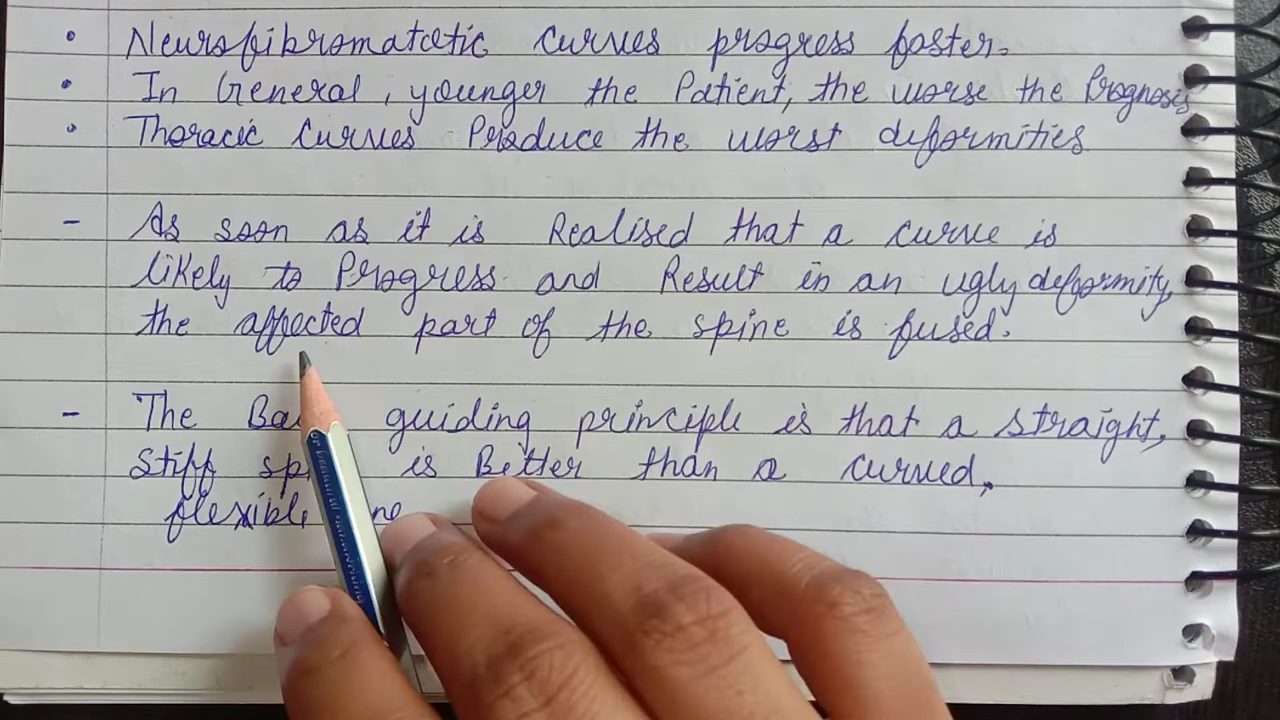 • Neurofibromatotic curves progress faster.
• In General, younger the Patient, the worse the Prognosis
• Thoracic Curves Produce the worst deformities
- As soon as it is Realised that a curve is
likely to Progress and Result in an ugly deformity,
the affected part of the spine is fused.
- The guiding principle is that a straight,
stiff is Better than a curved,
flexible